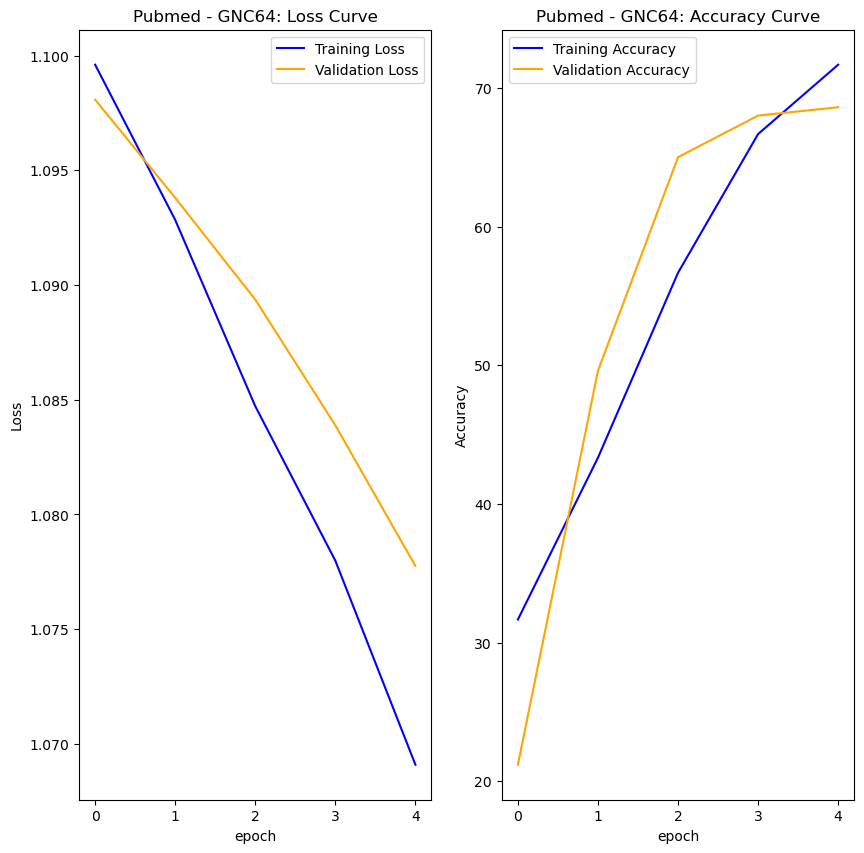 Pubmed - GNC64: Loss Curve
Training Loss
Validation Loss
1.100
1.095
1.090
1.085
1.080
1.075
1.070
Loss
0 1 2 3 4
epoch
Pubmed - GNC64: Accuracy Curve
Training Accuracy
Validation Accuracy
70
60
50
40
30
20
Accuracy
0 1 2 3 4
epoch